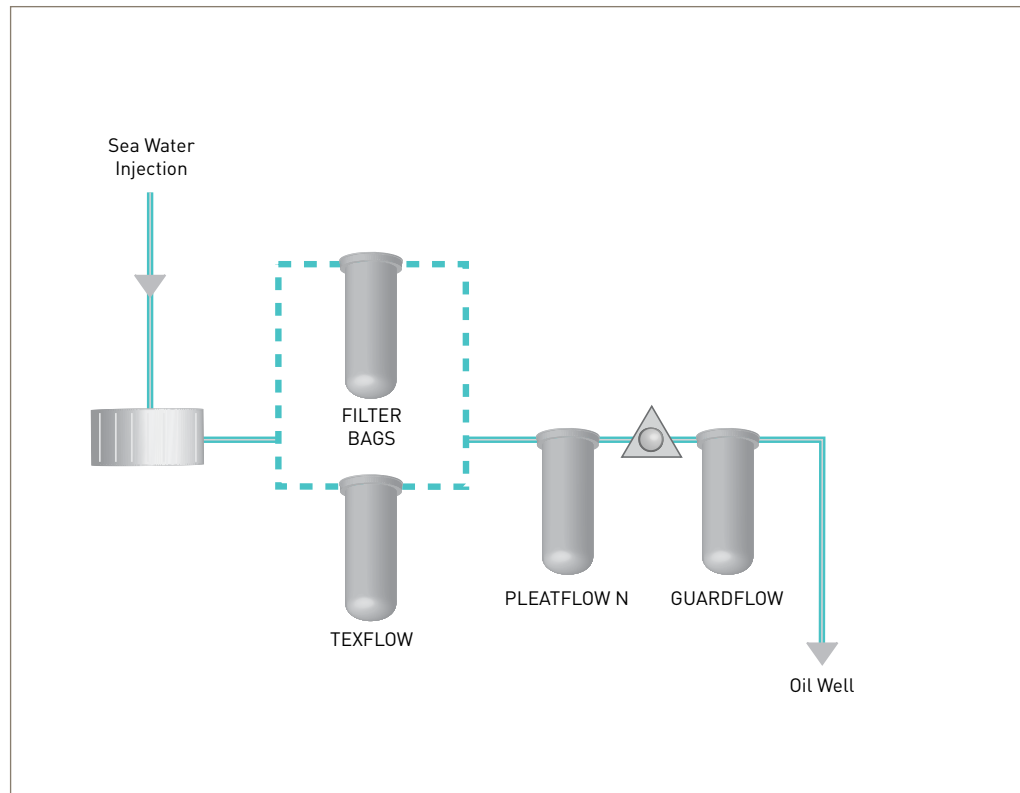 Sea Water
Injection
FILTER
BAGS
TEXFLOW
PLEATFLOW N
GUARDFLOW
Oil Well